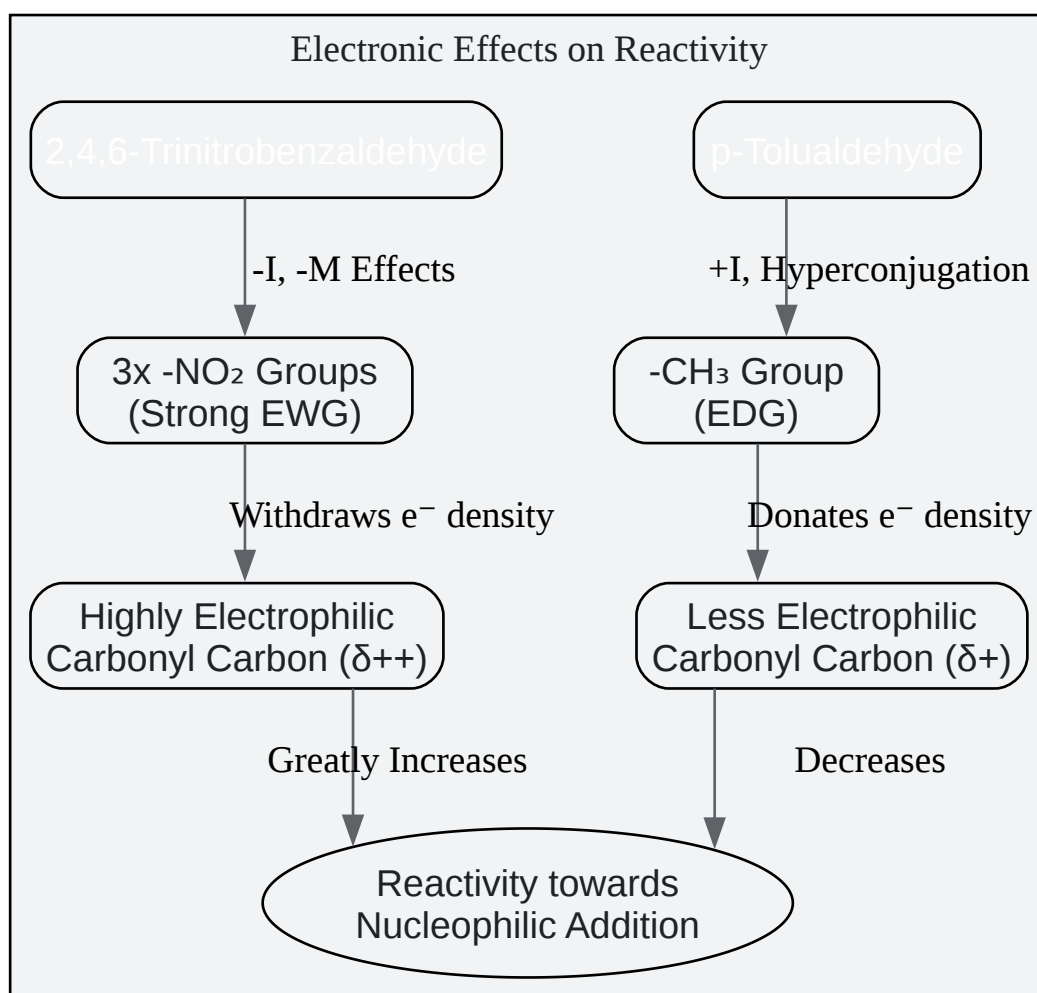 Electronic Effects on Reactivity
2,4,6-Trinitrobenzaldehyde
p-Tolualdehyde
-I, -M Effects
+I, Hyperconjugation
3x -NO₂ Groups
(Strong EWG)
-CH₃ Group
(EDG)
Withdraws e⁻ density
Donates e⁻ density
Highly Electrophilic
Carbonyl Carbon (δ++)
Less Electrophilic
Carbonyl Carbon (δ+)
Greatly Increases
Decreases
Reactivity towards
Nucleophilic Addition